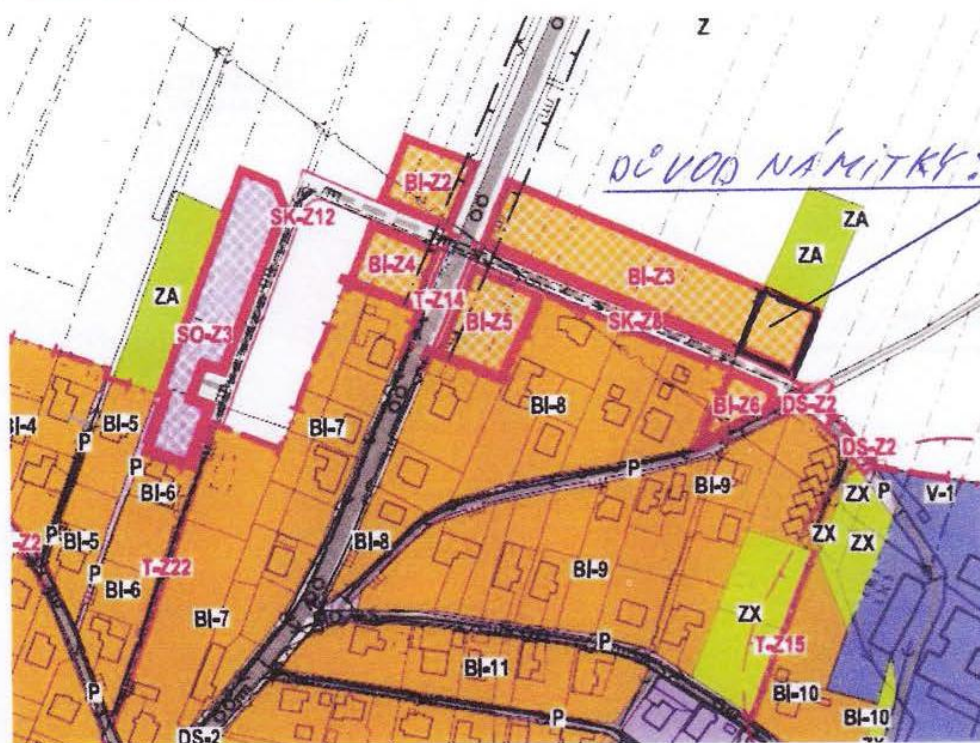 Z
DŮVOD NÁMITKY:
BI-Z2
ZA
SK-Z12
BI-Z4
BI-Z3
ZA
T-Z14
SO-Z3
BI-Z5
SK-Z8
BI-Z6
DS-Z2
BI-8
BI-4
BI-5
BI-7
P
P
DS-Z2
BI-6
BI-9
ZX
P
V-1
-Z2
P
BI-5
ZX
ZX
P
T-Z22
BI-8
BI-6
BI-9
BI-7
ZX
P
T-Z15
BI-11
P
BI-10
P
BI-10
DS-2
ZX